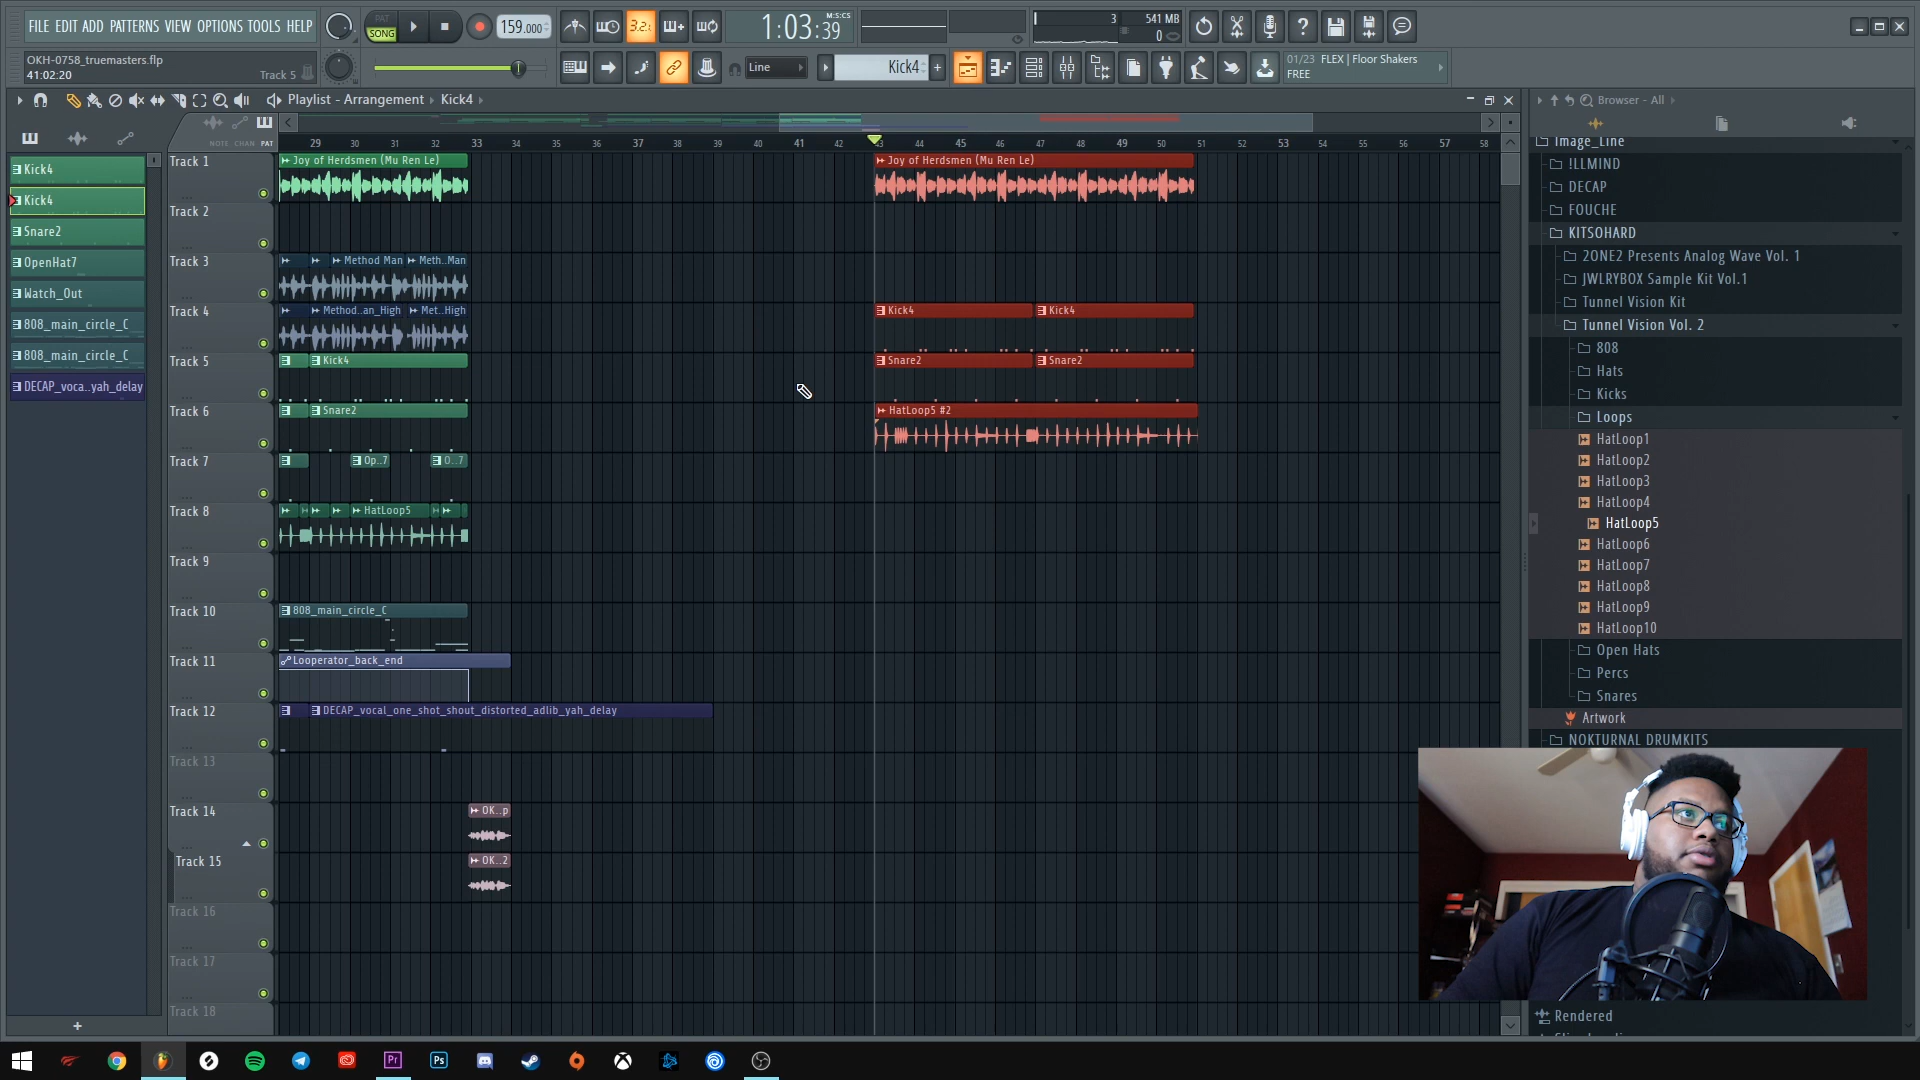 FILE EDIT ADD PATTERNS VIEW OPTIONS TOOLS HELP
PAT
SONG
159.000
3.2.
1:03:39
M:S:CS
3
541 MB
0
OKH-0758_truemasters.flp
41:02:20
Track 5
Line
Kick4
01/23 FLEX | Floor Shakers
FREE
Playlist - Arrangement
Kick4
Browser - All
NOTE CHAN PAT
29 30 31 32 33 34 35 36 37 38 39 40 41 42 43 44 45 46 47 48 49 50 51 52 53 54 55 56 57 58
Kick4
Kick4
Snare2
OpenHat7
Watch_Out
808_main_circle_C
808_main_circle_C
DECAP_voca..yah_delay
Track 1
Joy of Herdsmen (Mu Ren Le)
Joy of Herdsmen (Mu Ren Le)
Track 2
Track 3
Method Man
Meth..Man
Track 4
Method..an_High
Met..High
Kick4
Kick4
Track 5
Kick4
Snare2
Snare2
Track 6
Snare2
HatLoop5 #2
Track 7
Op..7
O..7
Track 8
HatLoop5
Track 9
Track 10
808_main_circle_C
Track 11
Looperator_back_end
Track 12
DECAP_vocal_one_shot_shout_distorted_adlib_yah_delay
Track 13
Track 14
OK..p
Track 15
OK..2
Track 16
Track 17
Track 18
Image_Line
!LLMIND
DECAP
FOUCHE
KITSOHARD
2ONE2 Presents Analog Wave Vol. 1
JWLRYBOX Sample Kit Vol.1
Tunnel Vision Kit
Tunnel Vision Vol. 2
808
Hats
Kicks
Loops
HatLoop1
HatLoop2
HatLoop3
HatLoop4
HatLoop5
HatLoop6
HatLoop7
HatLoop8
HatLoop9
HatLoop10
Open Hats
Percs
Snares
Artwork
NOKTURNAL DRUMKITS
Rendered
Pr
Ps